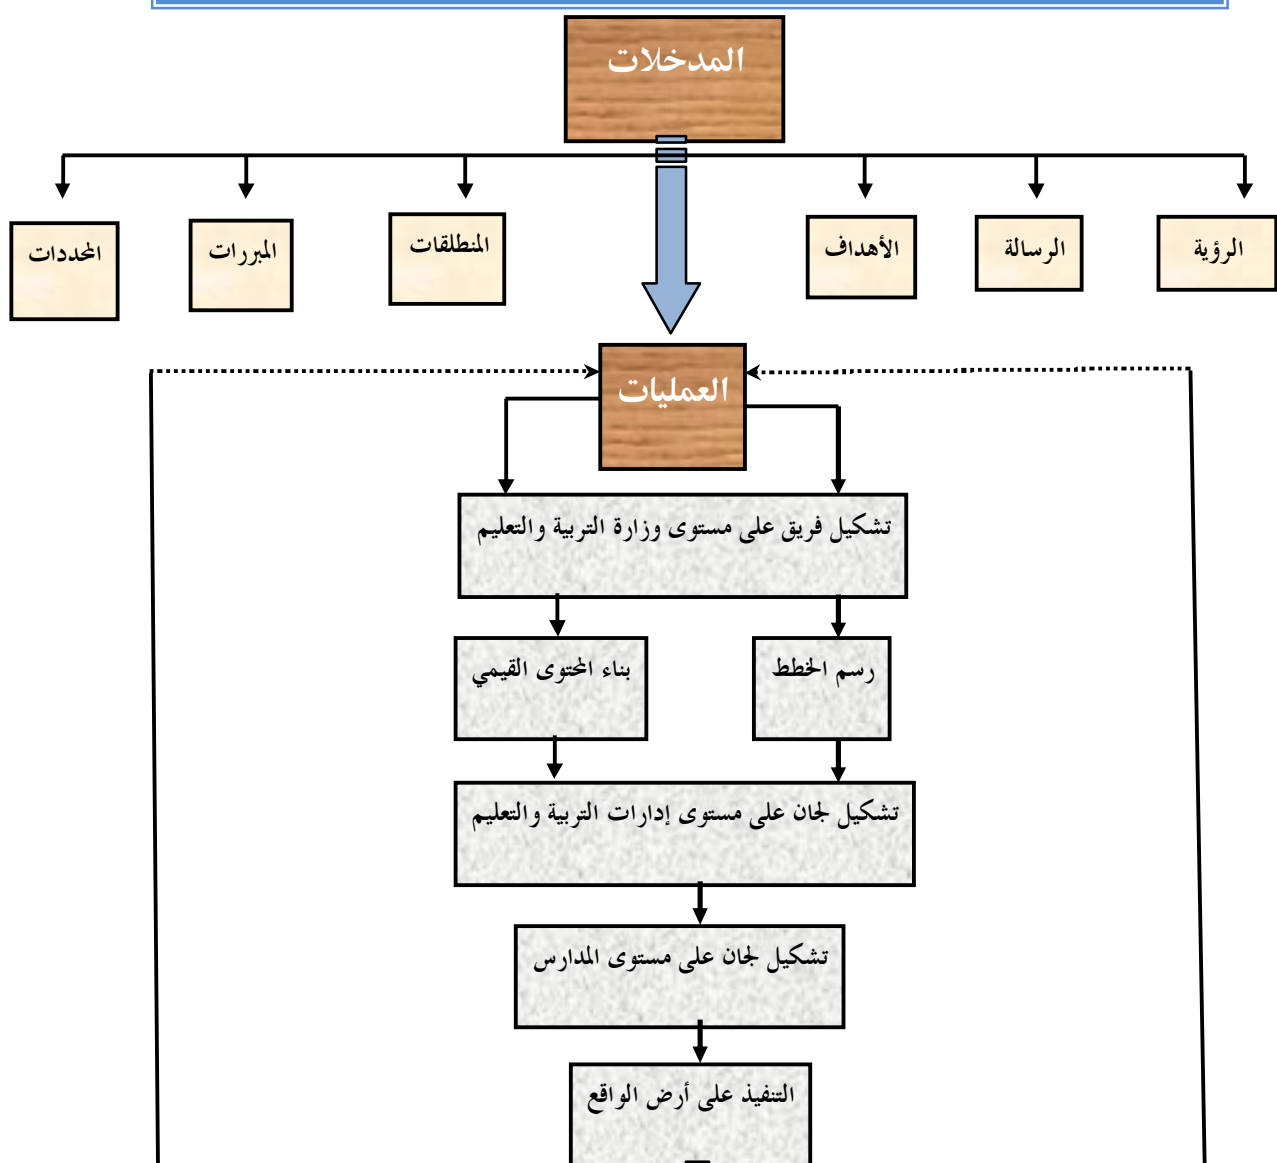 المدخلات
الرؤية
الرسالة
الأهداف
المنطلقات
المبررات
المحددات
العمليات
تشكيل فريق على مستوى وزارة التربية والتعليم
رسم الخطط
بناء المحتوى القيمي
تشكيل لجان على مستوى إدارات التربية والتعليم
تشكيل لجان على مستوى المدارس
التنفيذ على أرض الواقع